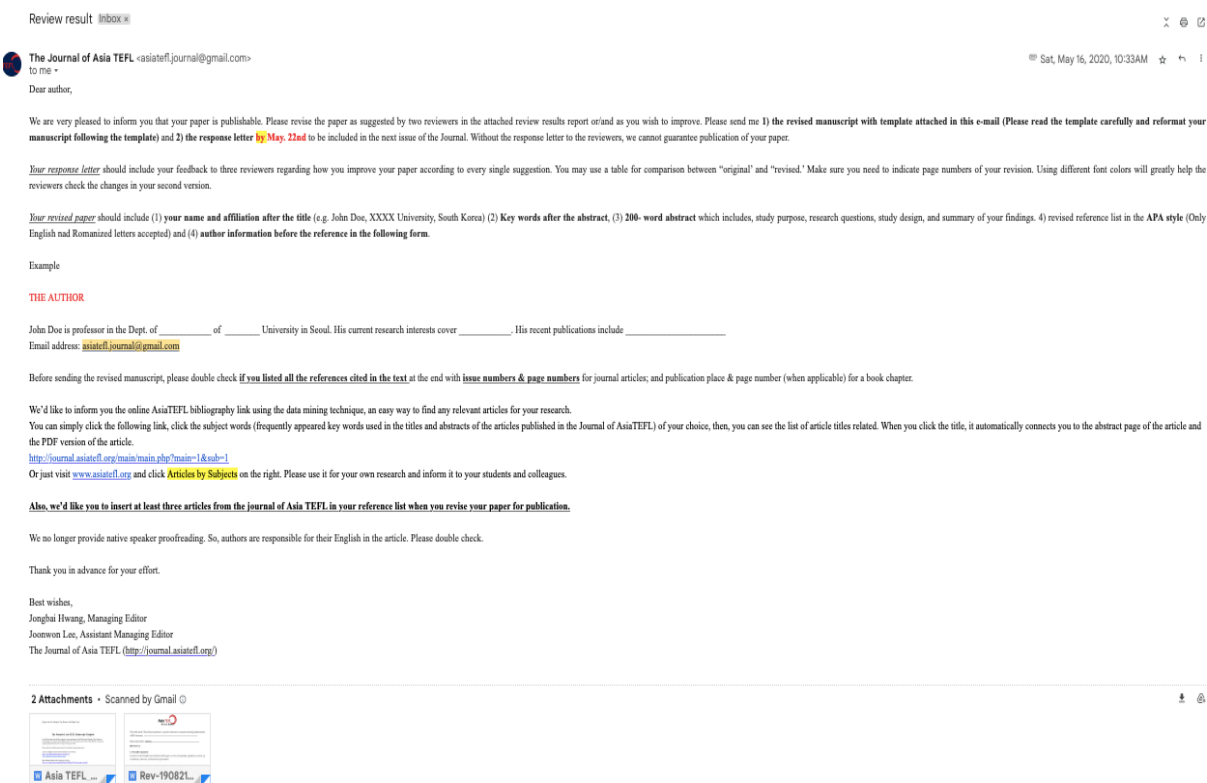 Review result Inbox ×
The Journal of Asia TEFL <asiatefl.journal@gmail.com>
Sat, May 16, 2020, 10:33AM
to me
Dear author,
We are very pleased to inform you that your paper is publishable. Please revise the paper as suggested by two reviewers in the attached review results report or/and as you wish to improve. Please send me 1) the revised manuscript with template attached in this e-mail (Please read the template carefully and reformat your
manuscript following the template) and 2) the response letter by May. 22nd to be included in the next issue of the Journal. Without the response letter to the reviewers, we cannot guarantee publication of your paper.
Your response letter should include your feedback to three reviewers regarding how you improve your paper according to every single suggestion. You may use a table for comparison between “original’ and “revised.’ Make sure you need to indicate page numbers of your revision. Using different font colors will greatly help the
reviewers check the changes in your second version.
Your revised paper should include (1) your name and affiliation after the title (e.g. John Doe, XXXX University, South Korea) (2) Key words after the abstract, (3) 200- word abstract which includes, study purpose, research questions, study design, and summary of your findings. 4) revised reference list in the APA style (Only
English nad Romanized letters accepted) and (4) author information before the reference in the following form.
Example
THE AUTHOR
John Doe is professor in the Dept. of ___________ of _______ University in Seoul. His current research interests cover ___________. His recent publications include _____________________
Email address: asiatefl.journal@gmail.com
Before sending the revised manuscript, please double check if you listed all the references cited in the text at the end with issue numbers & page numbers for journal articles; and publication place & page number (when applicable) for a book chapter.
We’d like to inform you the online AsiaTEFL bibliography link using the data mining technique, an easy way to find any relevant articles for your research.
You can simply click the following link, click the subject words (frequently appeared key words used in the titles and abstracts of the articles published in the Journal of AsiaTEFL) of your choice, then, you can see the list of article titles related. When you click the title, it automatically connects you to the abstract page of the article and
the PDF version of the article.
http://journal.asiatefl.org/main/main.php?main=1&sub=1
Or just visit www.asiatefl.org and click Articles by Subjects on the right. Please use it for your own research and inform it to your students and colleagues.
Also, we’d like you to insert at least three articles from the journal of Asia TEFL in your reference list when you revise your paper for publication.
We no longer provide native speaker proofreading. So, authors are responsible for their English in the article. Please double check.
Thank you in advance for your effort.
Best wishes,
Jongbai Hwang, Managing Editor
Joonwon Lee, Assistant Managing Editor
The Journal of Asia TEFL (http://journal.asiatefl.org/)
2 Attachments • Scanned by Gmail
W Asia TEFL_...
W Rev-190821...